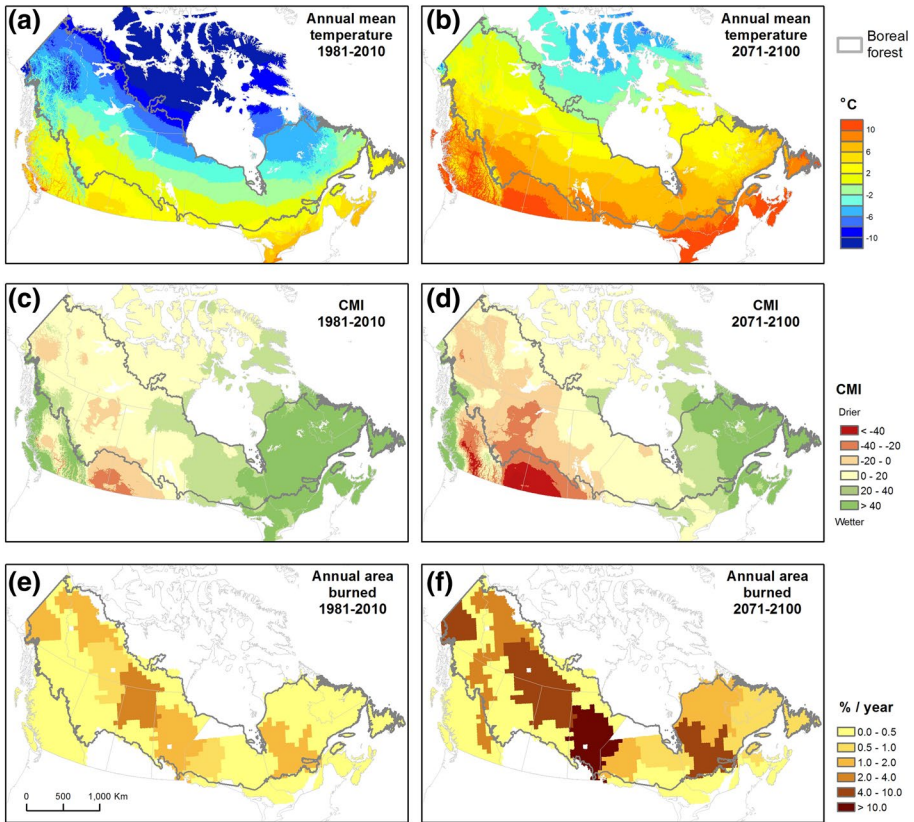 (a)
Annual mean
temperature
1981-2010
(b)
Annual mean
temperature
2071-2100
Boreal
forest
°C
10
6
2
-2
-6
-10
(c)
CMI
1981-2010
(d)
CMI
2071-2100
CMI
Drier
< -40
-40 - -20
-20 - 0
0 - 20
20 - 40
> 40
Wetter
(e)
Annual area
burned
1981-2010
0 500 1,000 Km
(f)
Annual area
burned
2071-2100
% / year
0.0 - 0.5
0.5 - 1.0
1.0 - 2.0
2.0 - 4.0
4.0 - 10.0
> 10.0